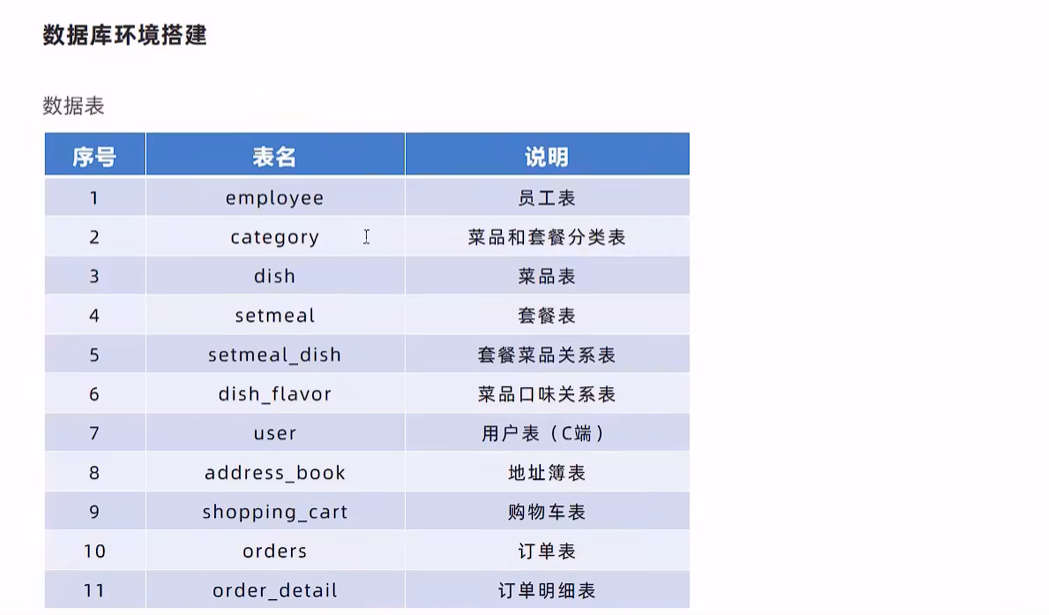 数据库环境搭建
数据表
序号 表名 说明
1 employee 员工表
2 category 菜品和套餐分类表
3 dish 菜品表
4 setmeal 套餐表
5 setmeal_dish 套餐菜品关系表
6 dish_flavor 菜品口味关系表
7 user 用户表（C端）
8 address_book 地址簿表
9 shopping_cart 购物车表
10 orders 订单表
11 order_detail 订单明细表